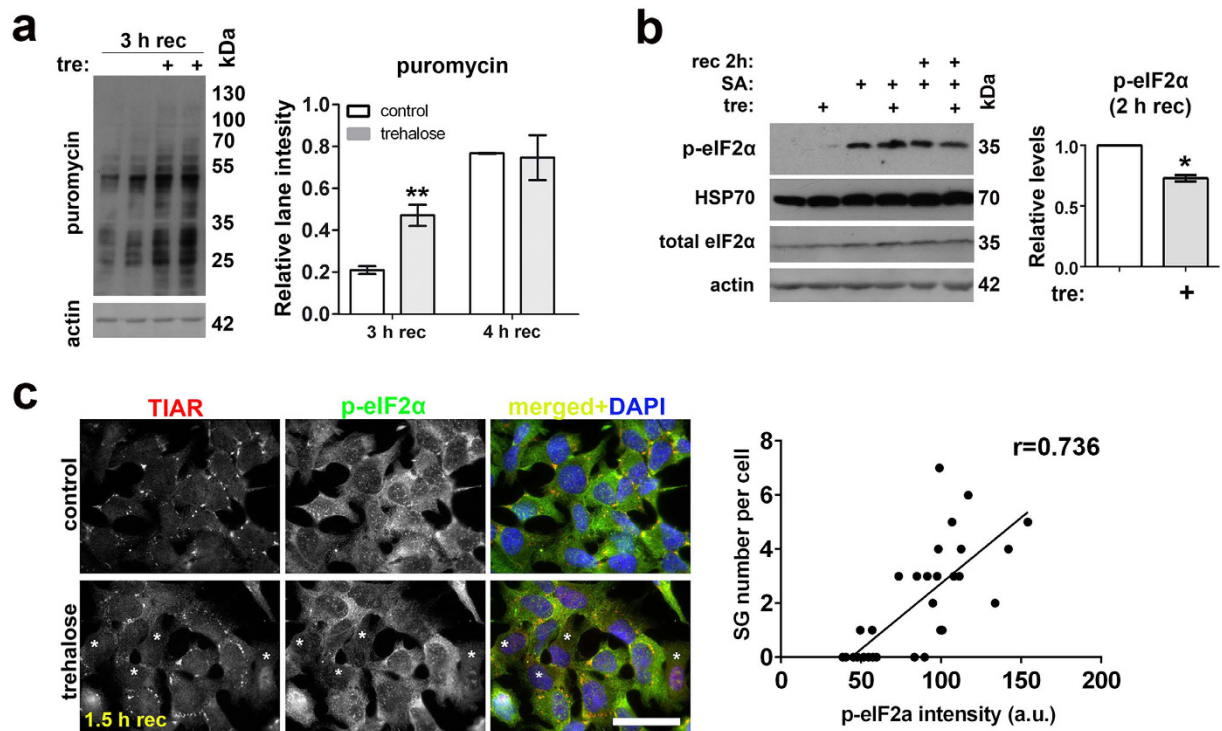 a
3 h rec
tre: + +
kDa
puromycin
130
100
70
55
35
25
actin
42
puromycin
control
trehalose
Relative lane intesity
1.0
0.8
0.6
0.4
0.2
0.0
**
3 h rec
4 h rec
b
rec 2h: + +
SA: + + + +
tre: + + +
kDa
p-eIF2α 35
HSP70 70
total eIF2α 35
actin 42
p-eIF2α
(2 h rec)
Relative levels
1.0
0.5
0.0
*
tre: +
c
TIAR
p-eIF2α
merged+DAPI
control
trehalose
* * * *
* * * *
* * * *
1.5 h rec
r=0.736
SG number per cell
8
6
4
2
0
0 50 100 150 200
p-eIF2a intensity (a.u.)